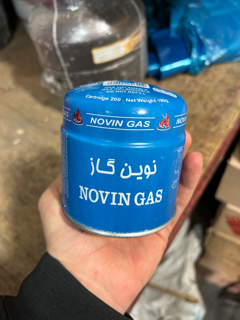 Cartridge 200 . Net Weight 190g
NOVIN GAS
نوین گاز
NOVIN GAS